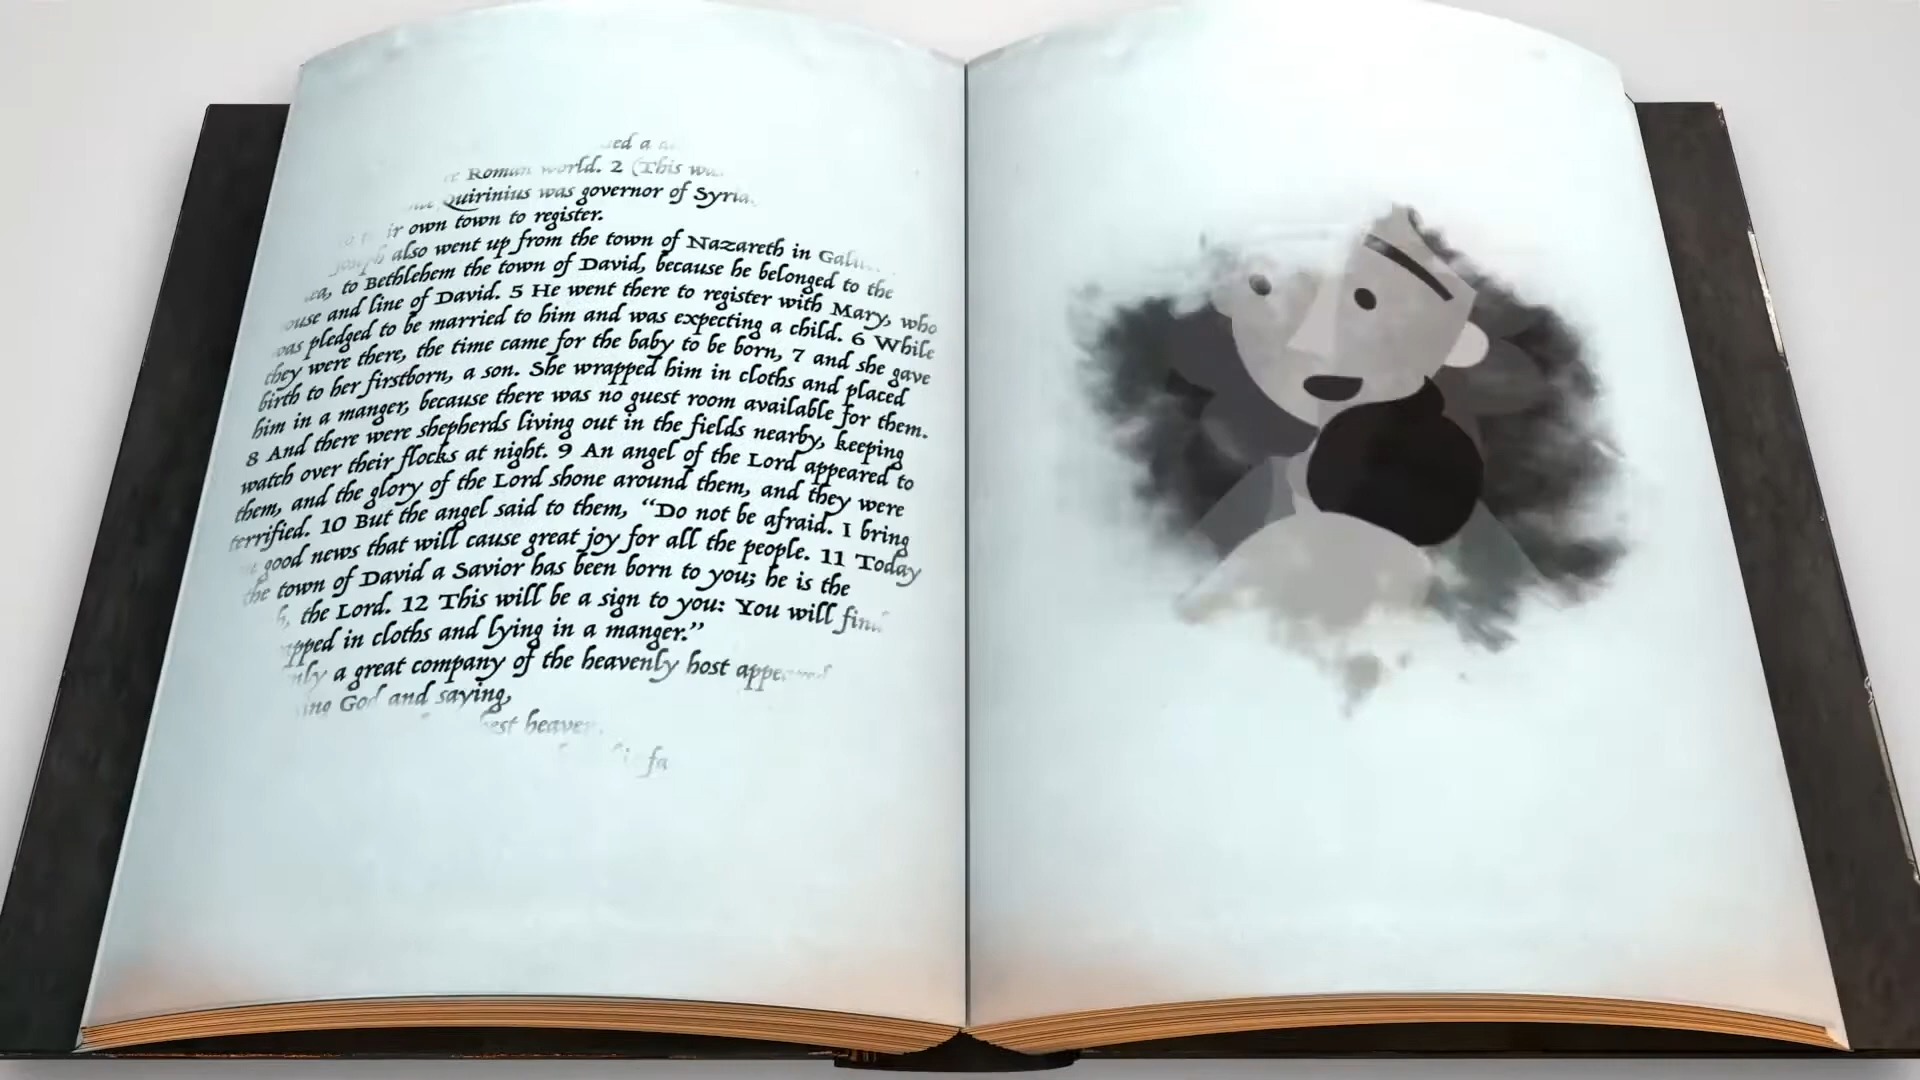 a
Roman world. 2 (This was
Quirinius was governor of Syria.
own town to register.
Joseph also went up from the town of Nazareth in
to Bethlehem the town of David, because he belonged to the
and line of David. 5 He went there to register with Mary, who
was pledged to be married to him and was expecting a child. 6 While
they were there, the time came for the baby to be born, 7 and she gave
birth to her firstborn, a son. She wrapped him in cloths and placed
him in a manger, because there was no guest room available for them.
8 And there were shepherds living out in the fields nearby, keeping
watch over their flocks at night. 9 An angel of the Lord appeared to
them, and the glory of the Lord shone around them, and they were
terrified. 10 But the angel said to them, “Do not be afraid. I bring
good news that will cause great joy for all the people. 11 Today
the town of David a Savior has been born to you; he is the
the Lord. 12 This will be a sign to you: You will find
in cloths and lying in a manger.”
a great company of the heavenly host appeared
God and saying,